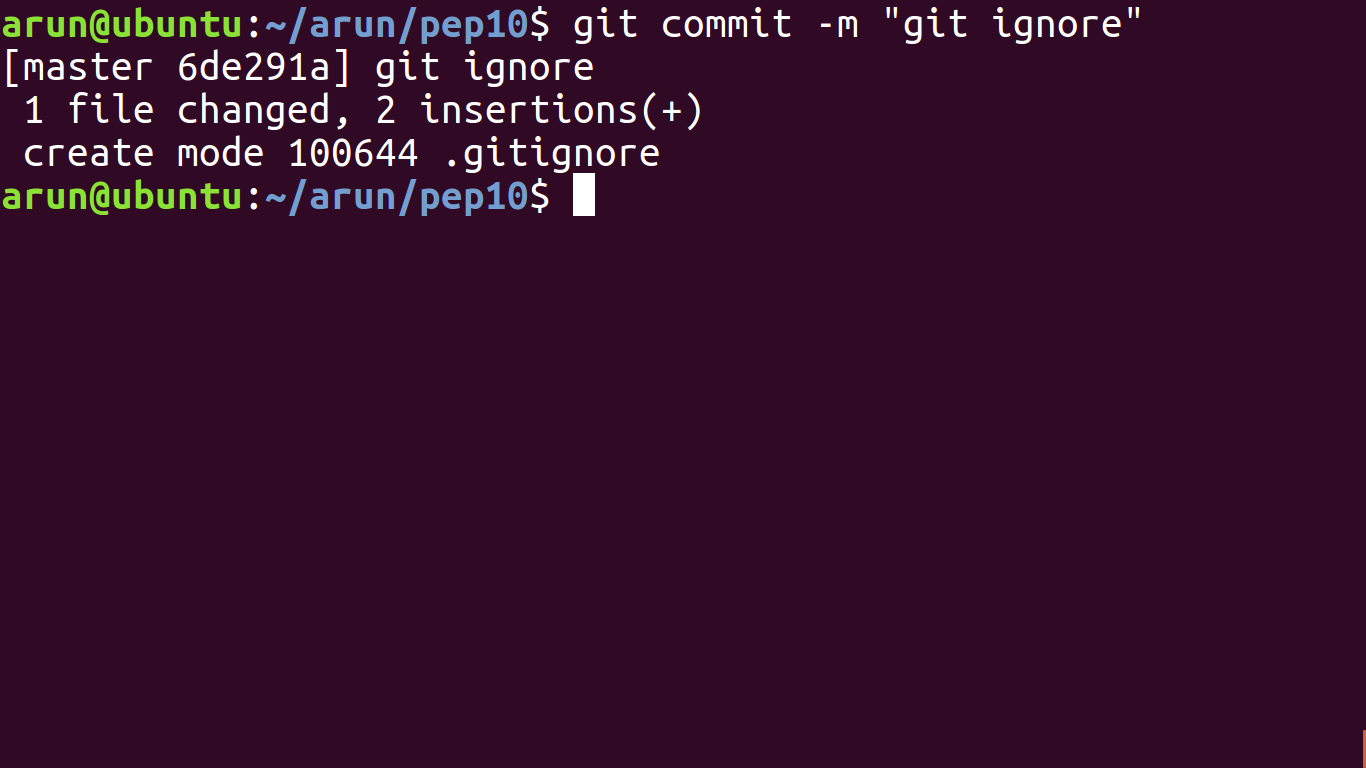 arun@ubuntu:~/arun/pep10$ git commit -m "git ignore"
[master 6de291a] git ignore
 1 file changed, 2 insertions(+)
 create mode 100644 .gitignore
arun@ubuntu:~/arun/pep10$